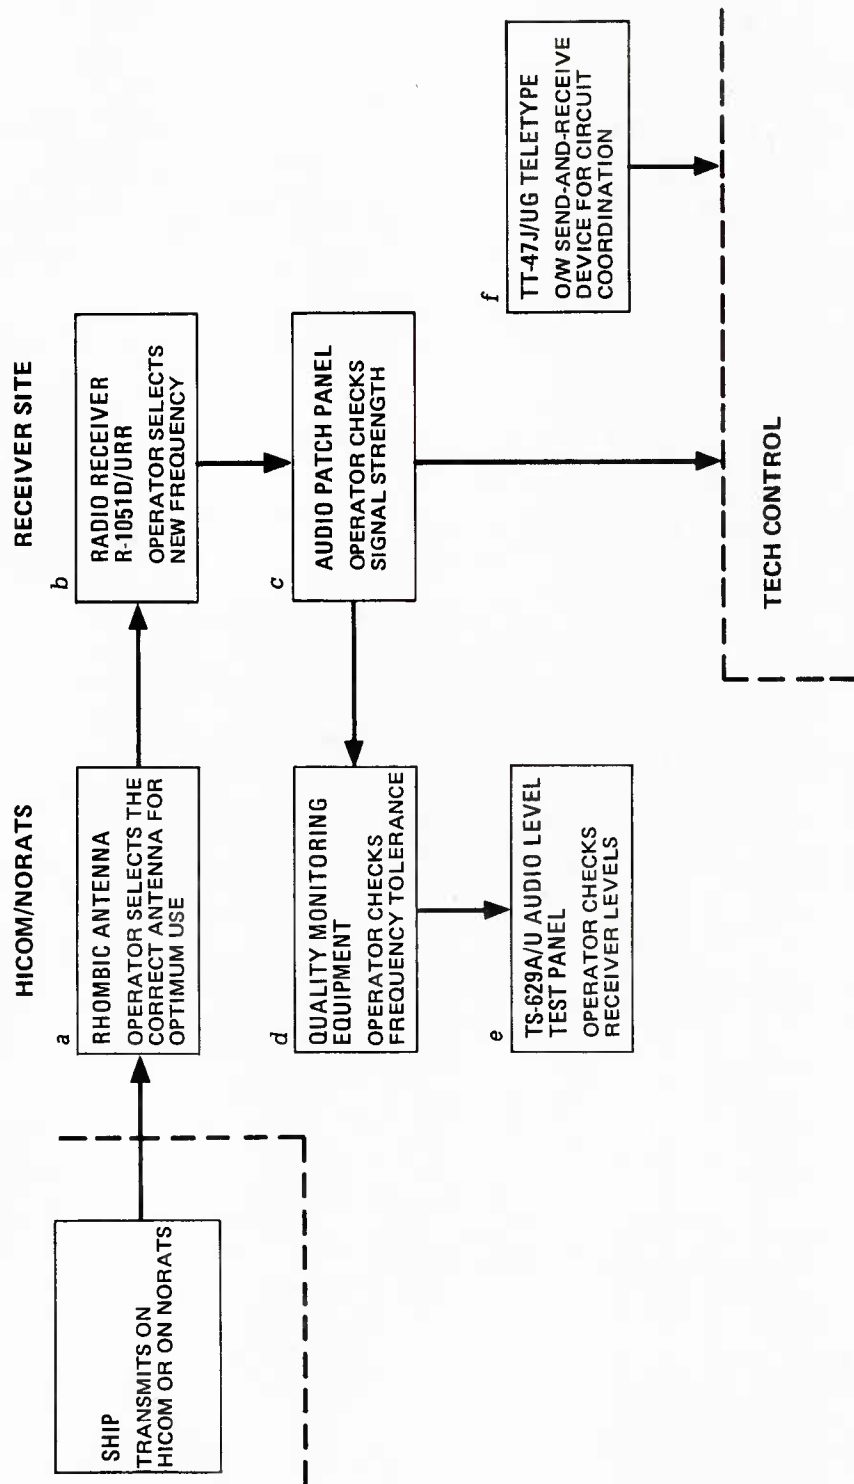 HICOM/NORATS
RECEIVER SITE
SHIP
TRANSMITS ON
HICOM OR ON NORATS
a
RHOMBIC ANTENNA
OPERATOR SELECTS THE
CORRECT ANTENNA FOR
OPTIMUM USE
b
RADIO RECEIVER
R-1051D/URR
OPERATOR SELECTS
NEW FREQUENCY
c
AUDIO PATCH PANEL
OPERATOR CHECKS
SIGNAL STRENGTH
d
QUALITY MONITORING
EQUIPMENT
OPERATOR CHECKS
FREQUENCY TOLERANCE
e
TS-629A/U AUDIO LEVEL
TEST PANEL
OPERATOR CHECKS
RECEIVER LEVELS
f
TT-47J/UG TELETYPE
O/W SEND-AND-RECEIVE
DEVICE FOR CIRCUIT
COORDINATION
TECH CONTROL